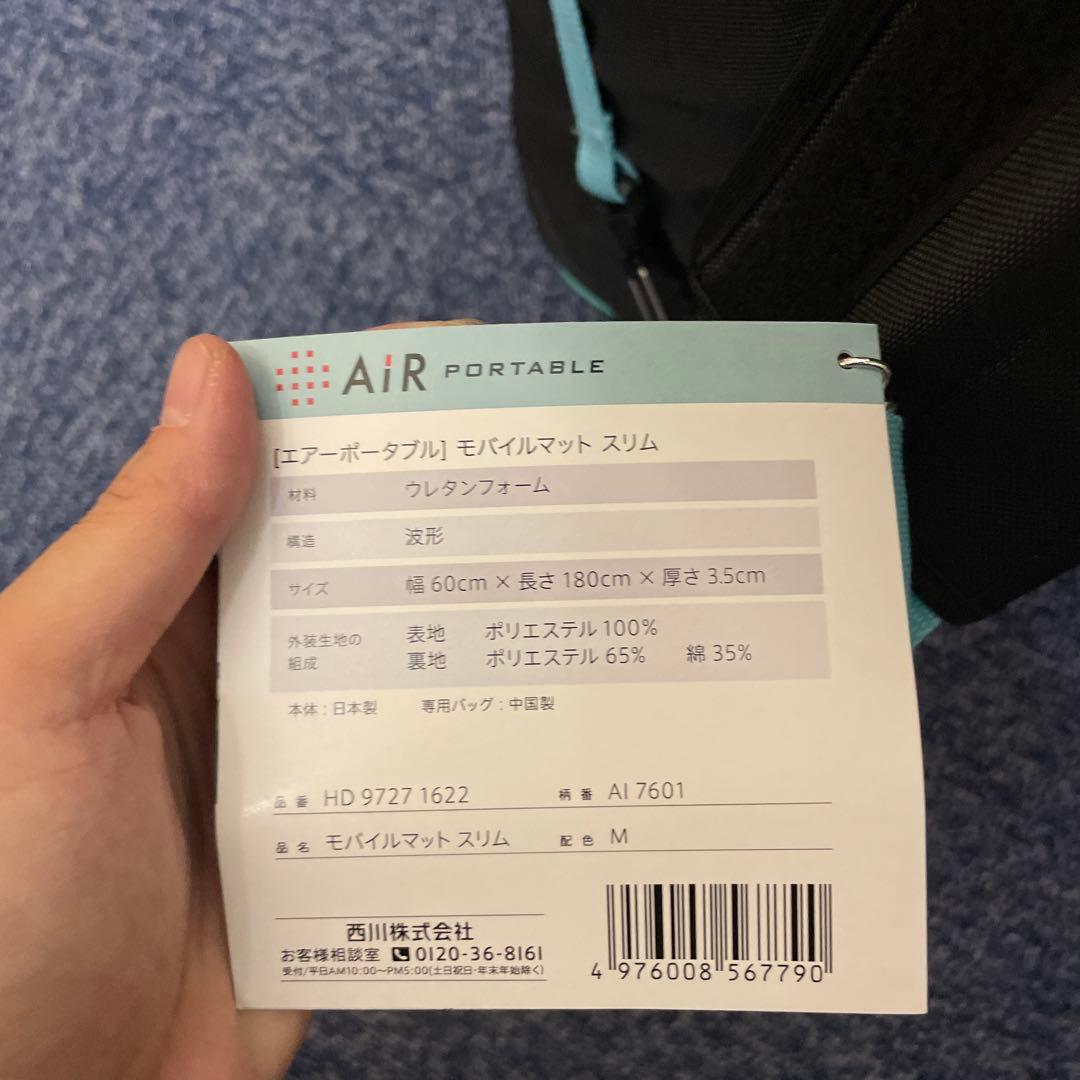 AiR PORTABLE
[エアーポータブル] モバイルマット スリム
材料 ウレタンフォーム
構造 波形
サイズ 幅 60cm × 長さ 180cm × 厚さ 3.5cm
外装生地の組成 表地 ポリエステル 100%
裏地 ポリエステル 65% 綿 35%
本体 : 日本製 専用バッグ : 中国製
品番 HD 9727 1622 柄番 AI 7601
品名 モバイルマット スリム 配色 M
西川株式会社
お客様相談室 0120-36-8161
受付/平日AM10:00〜PM5:00(土日祝日・年末年始除く)
4 976008 567790